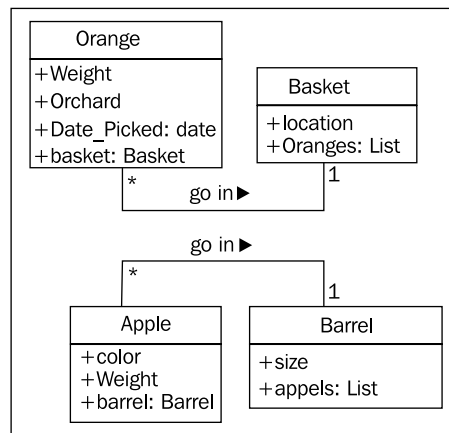 Orange
+Weight
+Orchard
+Date_Picked: date
+basket: Basket
Basket
+location
+Oranges: List
* go in ▶ 1
go in ▶
* 1
Apple
+color
+Weight
+barrel: Barrel
Barrel
+size
+appels: List